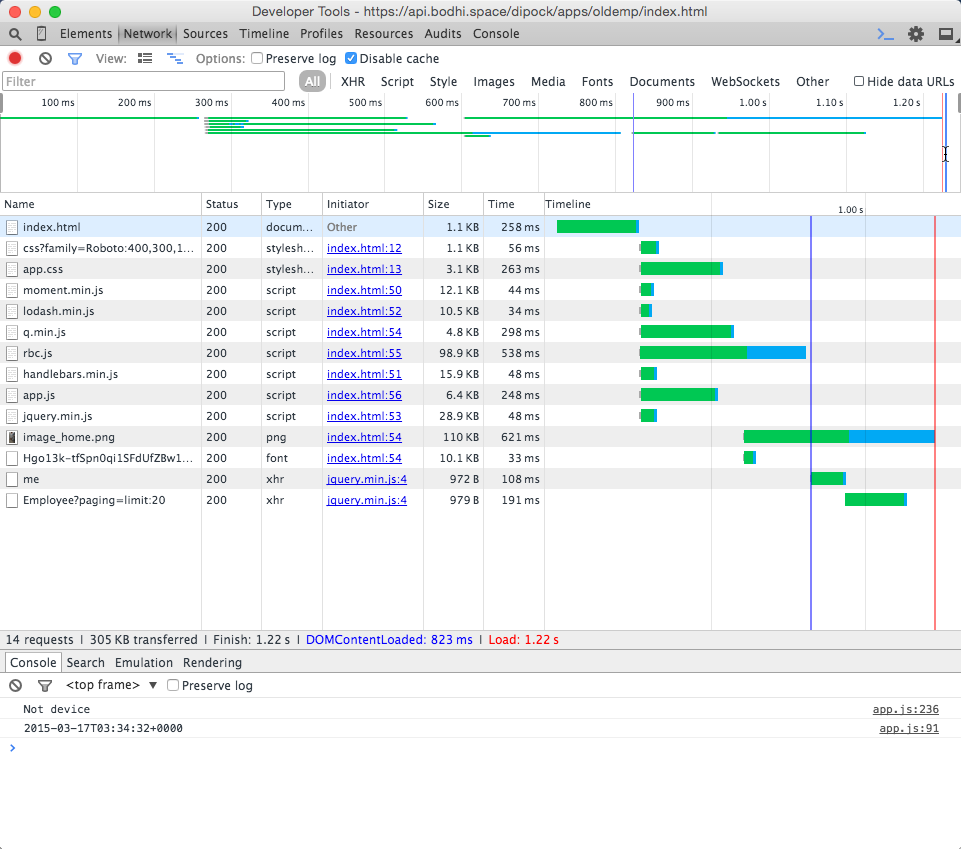 Developer Tools - https://api.bodhi.space/dipock/apps/oldemp/index.html
Elements Network Sources Timeline Profiles Resources Audits Console
View: Options: Preserve log Disable cache
Filter All XHR Script Style Images Media Fonts Documents WebSockets Other Hide data URLs
100 ms 200 ms 300 ms 400 ms 500 ms 600 ms 700 ms 800 ms 900 ms 1.00 s 1.10 s 1.20 s
Name Status Type Initiator Size Time Timeline 1.00 s
index.html 200 docum... Other 1.1 KB 258 ms
css?family=Roboto:400,300,1... 200 stylesh... index.html:12 1.1 KB 56 ms
app.css 200 stylesh... index.html:13 3.1 KB 263 ms
moment.min.js 200 script index.html:50 12.1 KB 44 ms
lodash.min.js 200 script index.html:52 10.5 KB 34 ms
q.min.js 200 script index.html:54 4.8 KB 298 ms
rbc.js 200 script index.html:55 98.9 KB 538 ms
handlebars.min.js 200 script index.html:51 15.9 KB 48 ms
app.js 200 script index.html:56 6.4 KB 248 ms
jquery.min.js 200 script index.html:53 28.9 KB 48 ms
image_home.png 200 png index.html:54 110 KB 621 ms
Hgo13k-tfSpn0qi1SFdUfZBw1... 200 font index.html:54 10.1 KB 33 ms
me 200 xhr jquery.min.js:4 972 B 108 ms
Employee?paging=limit:20 200 xhr jquery.min.js:4 979 B 191 ms
14 requests | 305 KB transferred | Finish: 1.22 s | DOMContentLoaded: 823 ms | Load: 1.22 s
Console Search Emulation Rendering
<top frame> ▼ Preserve log
Not device app.js:236
2015-03-17T03:34:32+0000 app.js:91